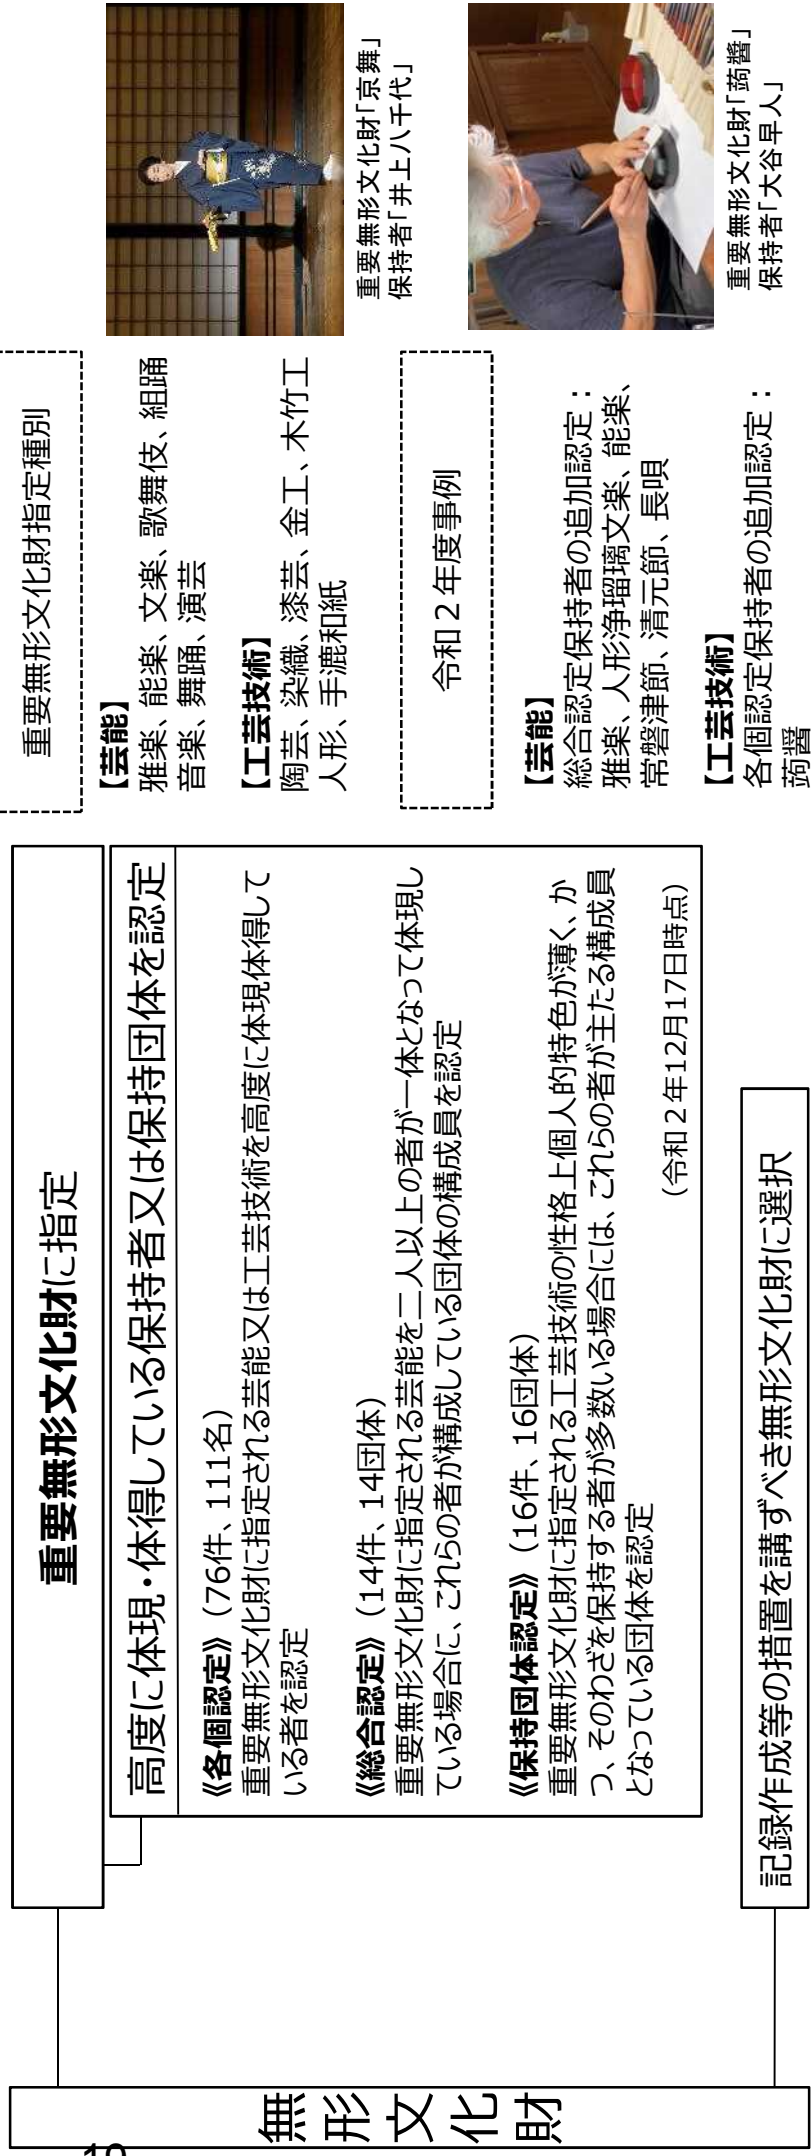 無形文化財
重要無形文化財に指定
高度に体現・体得している保持者又は保持団体を認定
《各個認定》（76件、111名）
重要無形文化財に指定される芸能又は工芸技術を高度に体現体得して
いる者を認定
《総合認定》（14件、14団体）
重要無形文化財に指定される芸能を二人以上の者が一体となって体現し
ている場合に、これらの者が構成している団体の構成員を認定
《保持団体認定》（16件、16団体）
重要無形文化財に指定される工芸技術の性格上個人的特色が薄く、か
つ、そのわざを保持する者が多数いる場合には、これらの者が主たる構成員
となっている団体を認定
（令和２年12月17日時点）
記録作成等の措置を講ずべき無形文化財に選択
重要無形文化財指定種別
【芸能】
雅楽、能楽、文楽、歌舞伎、組踊
音楽、舞踊、演芸
【工芸技術】
陶芸、染織、漆芸、金工、木竹工
人形、手漉和紙
令和２年度事例
【芸能】
総合認定保持者の追加認定：
雅楽、人形浄瑠璃文楽、能楽、
常磐津節、清元節、長唄
【工芸技術】
各個認定保持者の追加認定：
蒟醤
重要無形文化財「京舞」
保持者「井上八千代」
重要無形文化財「蒟醤」
保持者「大谷早人」